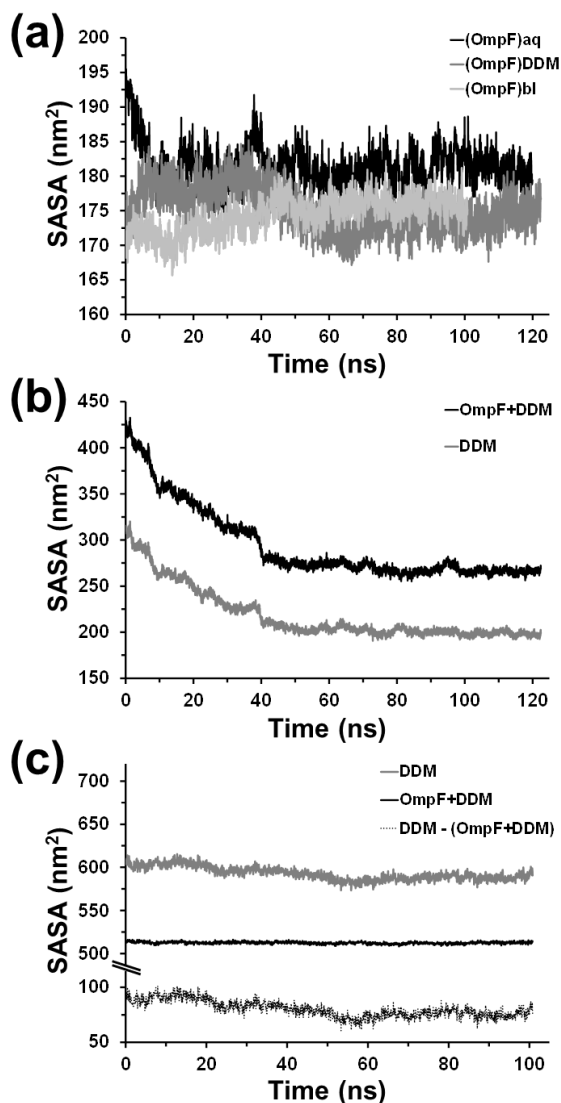 (a)
200
195
190
185
180
175
170
165
160
SASA (nm²)
(OmpF)aq
(OmpF)DDM
(OmpF)bl
0 20 40 60 80 100 120
Time (ns)
(b)
450
400
350
300
250
200
150
SASA (nm²)
OmpF+DDM
DDM
0 20 40 60 80 100 120
Time (ns)
(c)
700
650
600
550
500
100
50
SASA (nm²)
DDM
OmpF+DDM
DDM - (OmpF+DDM)
0 20 40 60 80 100
Time (ns)